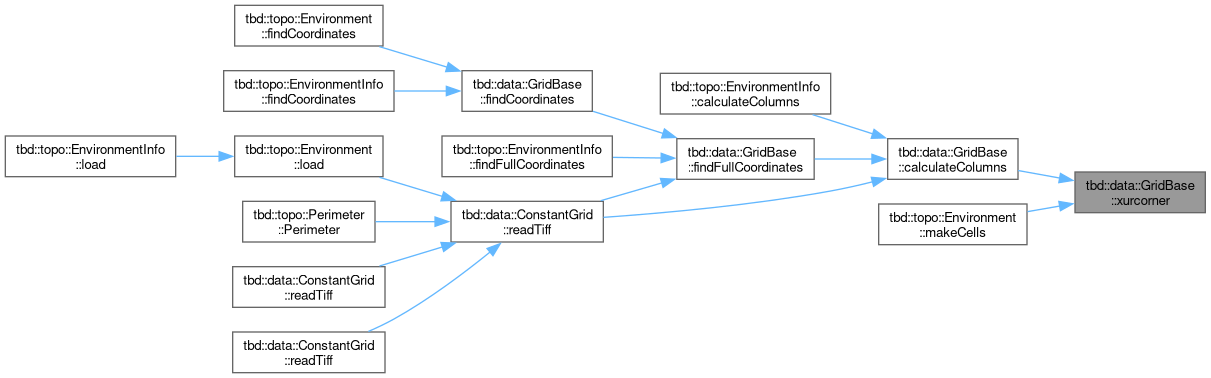 tbd::topo::Environment
::findCoordinates
tbd::topo::EnvironmentInfo
::findCoordinates
tbd::data::GridBase
::findCoordinates
tbd::topo::EnvironmentInfo
::calculateColumns
tbd::topo::EnvironmentInfo
::load
tbd::topo::Environment
::load
tbd::topo::EnvironmentInfo
::findFullCoordinates
tbd::data::GridBase
::findFullCoordinates
tbd::data::GridBase
::calculateColumns
tbd::data::GridBase
::xurcorner
tbd::topo::Perimeter
::Perimeter
tbd::data::ConstantGrid
::readTiff
tbd::topo::Environment
::makeCells
tbd::data::ConstantGrid
::readTiff
tbd::data::ConstantGrid
::readTiff